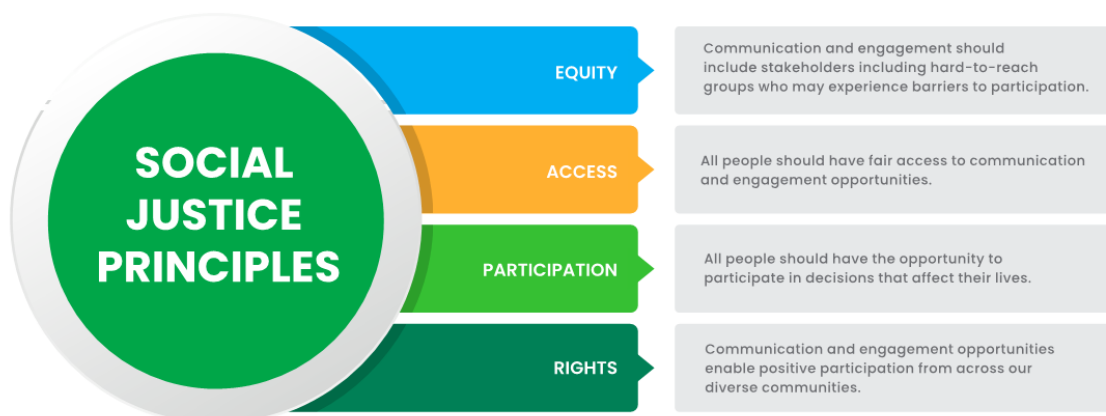 SOCIAL
JUSTICE
PRINCIPLES
EQUITY
Communication and engagement should
include stakeholders including hard-to-reach
groups who may experience barriers to participation.
ACCESS
All people should have fair access to communication
and engagement opportunities.
PARTICIPATION
All people should have the opportunity to
participate in decisions that affect their lives.
RIGHTS
Communication and engagement opportunities
enable positive participation from across our
diverse communities.